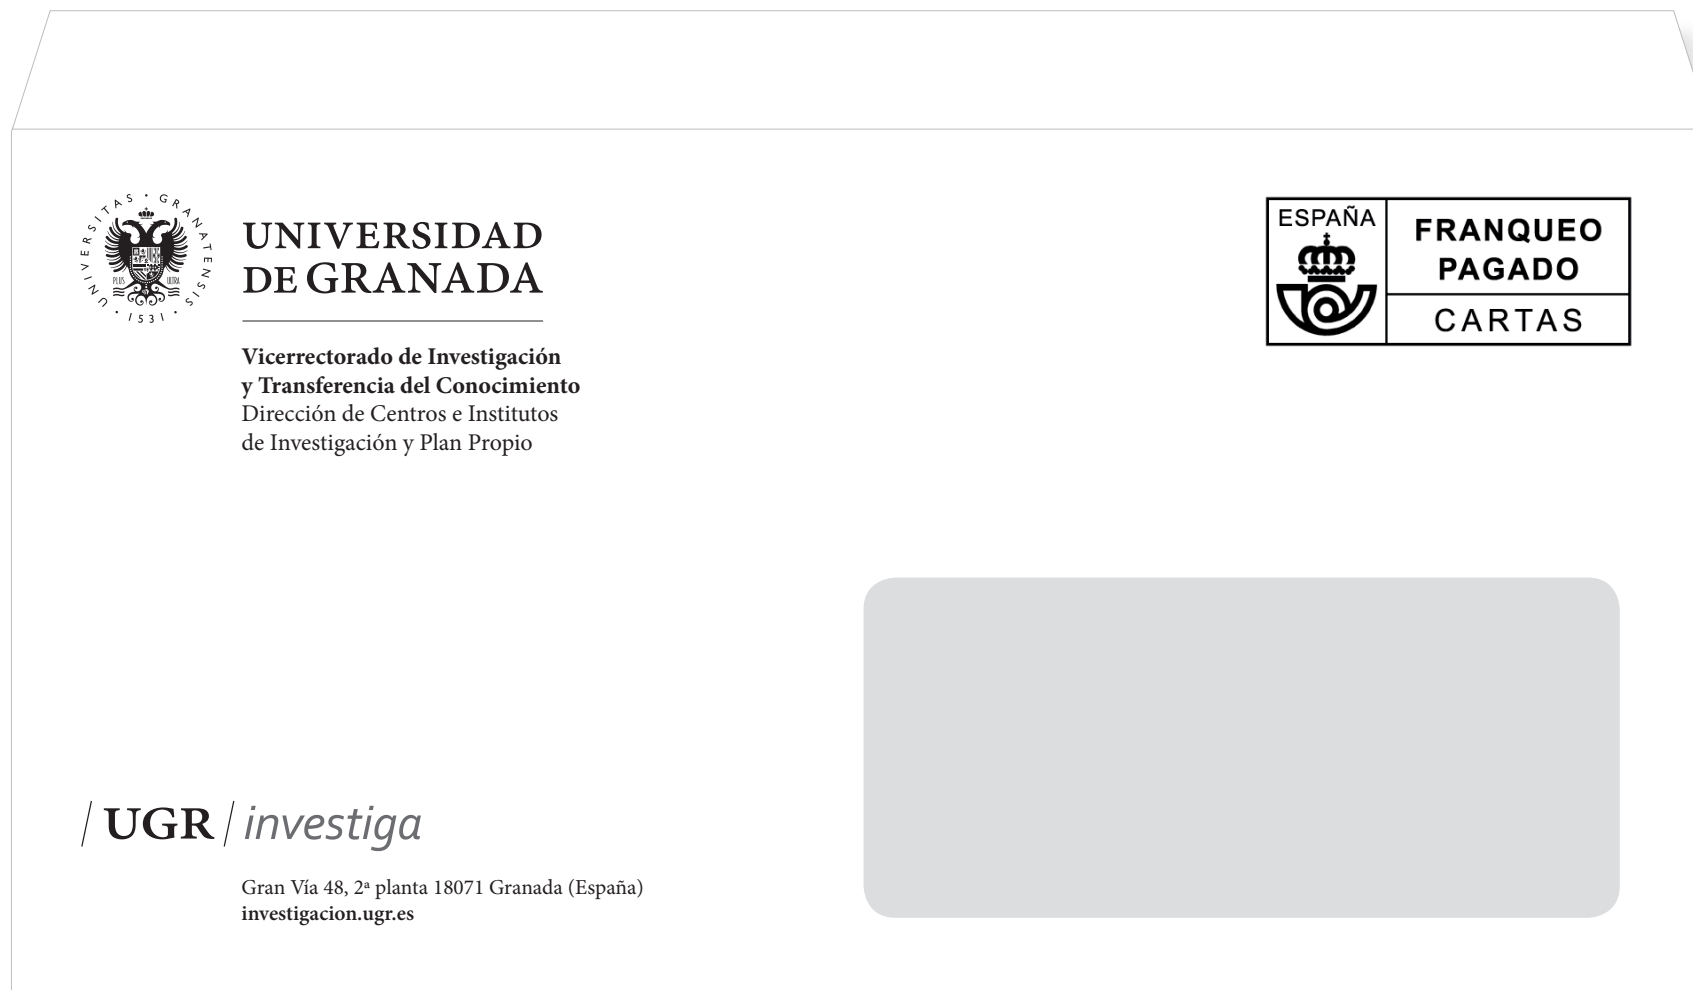 UNIVERSITAS · GRANATENSIS · 1531 ·
PLUS ULTRA
UNIVERSIDAD
DE GRANADA
Vicerrectorado de Investigación
y Transferencia del Conocimiento
Dirección de Centros e Institutos
de Investigación y Plan Propio
ESPAÑA
FRANQUEO
PAGADO
CARTAS
/ UGR / investiga
Gran Vía 48, 2ª planta 18071 Granada (España)
investigacion.ugr.es